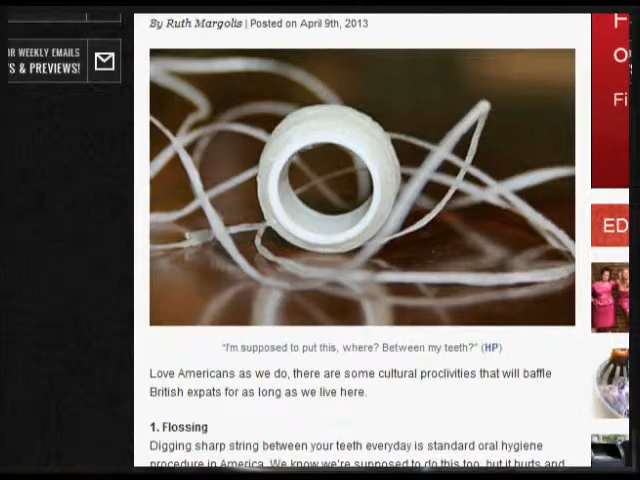 By Ruth Margolis | Posted on April 9th, 2013
OR WEEKLY EMAILS
S & PREVIEWS!
F
O
Fi
ED
“I'm supposed to put this, where? Between my teeth?” (HP)
Love Americans as we do, there are some cultural proclivities that will baffle
British expats for as long as we live here.
1. Flossing
Digging sharp string between your teeth everyday is standard oral hygiene
procedure in America. We know we're supposed to do this too, but it hurts and